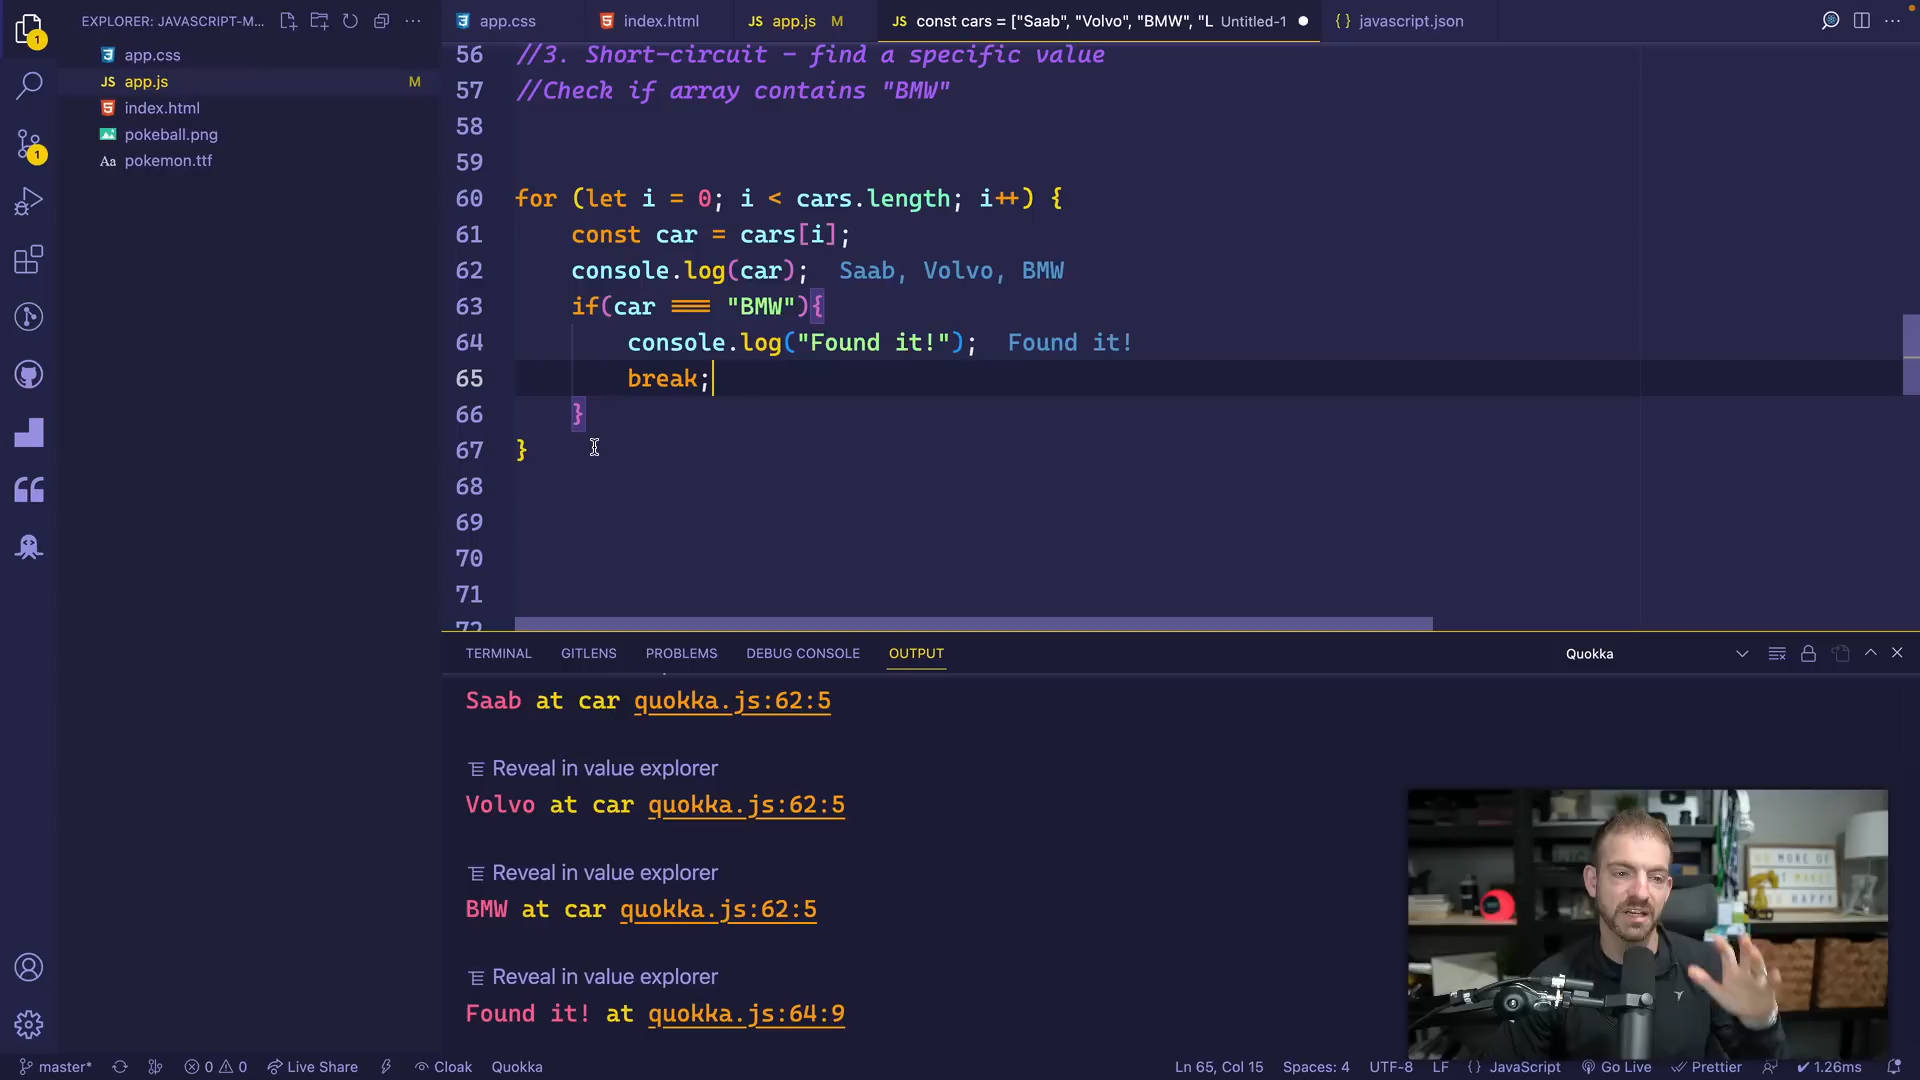 EXPLORER: JAVASCRIPT-M...
app.css
app.js M
index.html
pokeball.png
pokemon.ttf
app.css
index.html
app.js M
const cars = ["Saab", "Volvo", "BMW", "L Untitled-1
javascript.json
56 //3. Short-circuit - find a specific value
57 //Check if array contains "BMW"
58
59
60 for (let i = 0; i < cars.length; i++) {
61 const car = cars[i];
62 console.log(car); Saab, Volvo, BMW
63 if(car === "BMW"){
64 console.log("Found it!"); Found it!
65 break;
66 }
67 }
68
69
70
71
72
TERMINAL GITLENS PROBLEMS DEBUG CONSOLE OUTPUT Quokka
Saab at car quokka.js:62:5
Reveal in value explorer
Volvo at car quokka.js:62:5
Reveal in value explorer
BMW at car quokka.js:62:5
Reveal in value explorer
Found it! at quokka.js:64:9
master* 0 0 Live Share Cloak Quokka Ln 65, Col 15 Spaces: 4 UTF-8 LF {} JavaScript Go Live Prettier 1.26ms